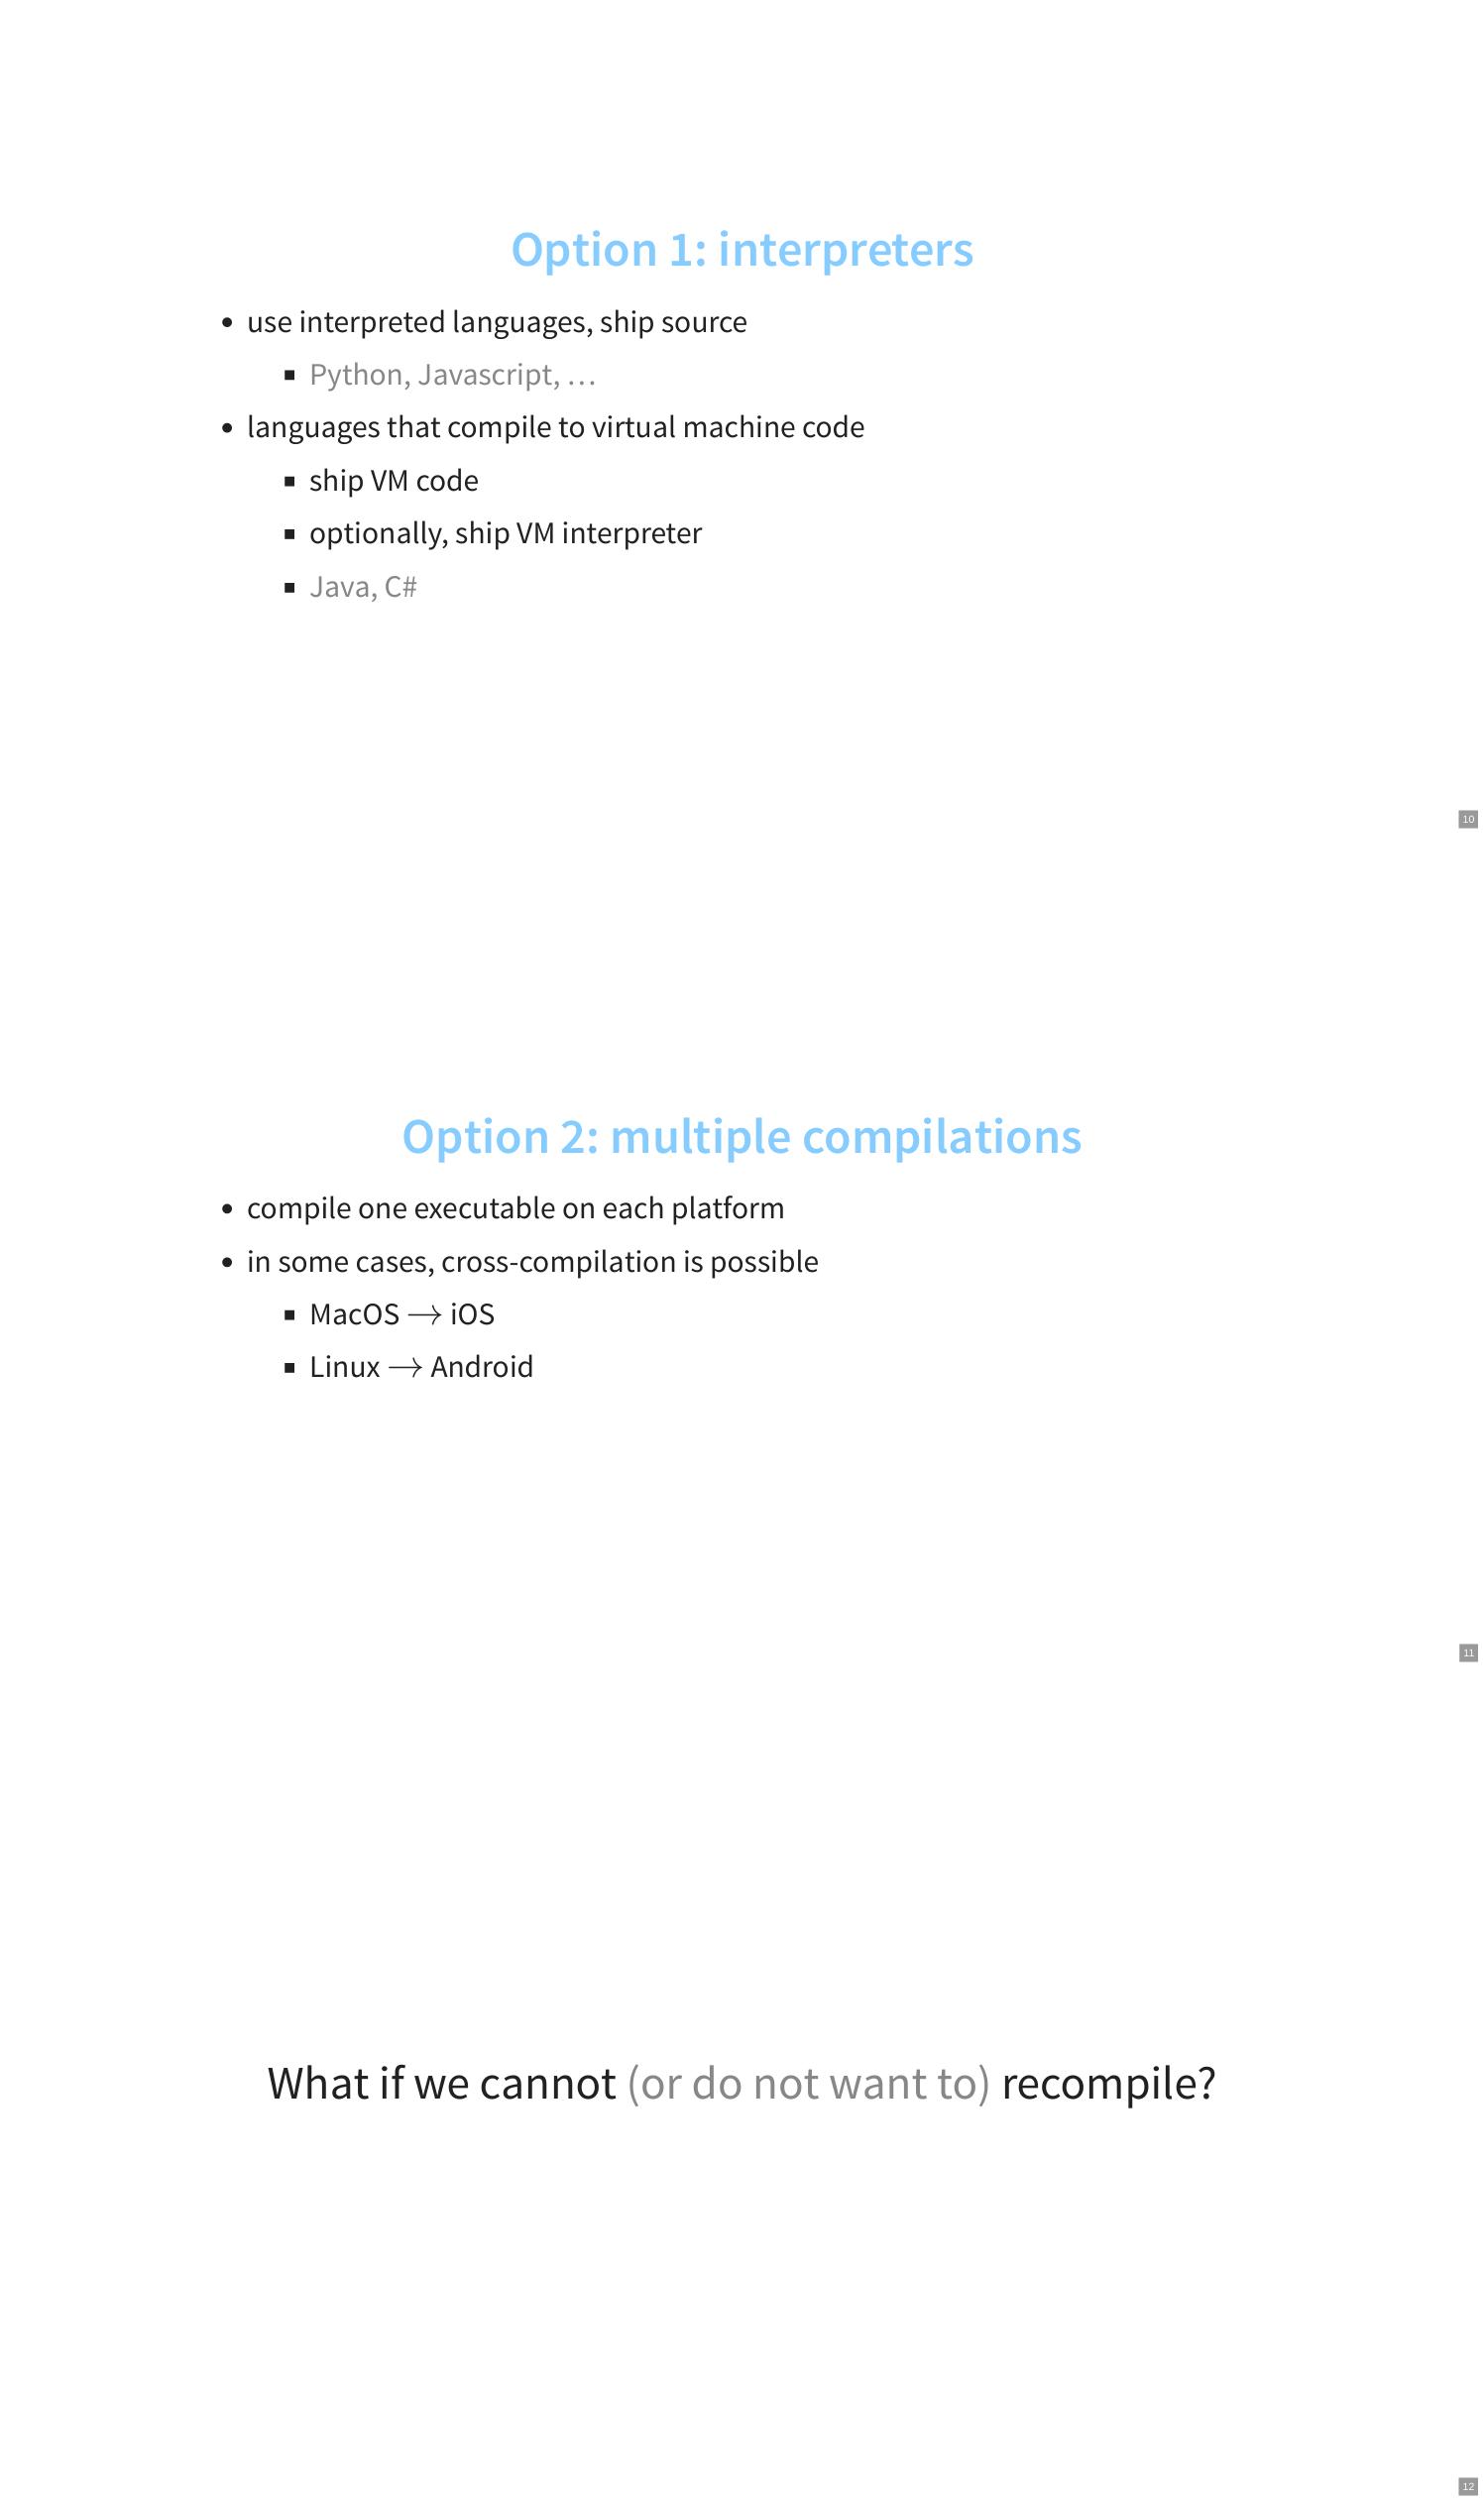 Option 1: interpreters
• use interpreted languages, ship source
▪ Python, Javascript, …
• languages that compile to virtual machine code
▪ ship VM code
▪ optionally, ship VM interpreter
▪ Java, C#
10
Option 2: multiple compilations
• compile one executable on each platform
• in some cases, cross-compilation is possible
▪ MacOS → iOS
▪ Linux → Android
11
What if we cannot (or do not want to) recompile?
12